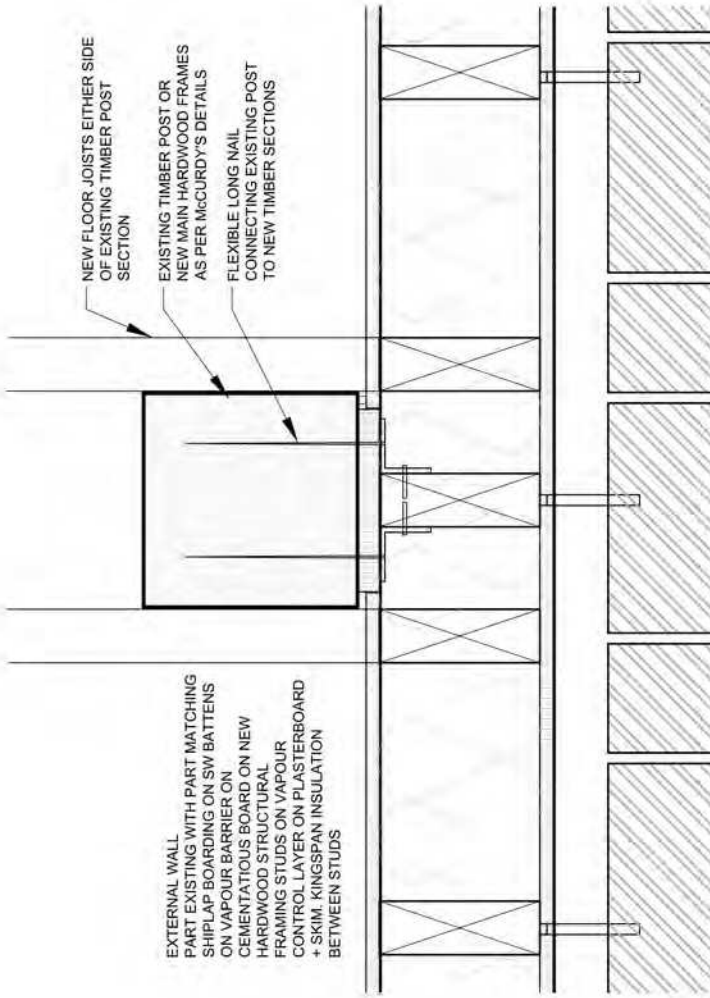 NEW FLOOR JOISTS EITHER SIDE
OF EXISTING TIMBER POST
SECTION
EXISTING TIMBER POST OR
NEW MAIN HARDWOOD FRAMES
AS PER McCURDY'S DETAILS
FLEXIBLE LONG NAIL
CONNECTING EXISTING POST
TO NEW TIMBER SECTIONS
EXTERNAL WALL
PART EXISTING WITH PART MATCHING
SHIPLAP BOARDING ON SW BATTENS
ON VAPOUR BARRIER ON
CEMENTATIOUS BOARD ON NEW
HARDWOOD STRUCTURAL
FRAMING STUDS ON VAPOUR
CONTROL LAYER ON PLASTERBOARD
+ SKIM. KINGSPAN INSULATION
BETWEEN STUDS